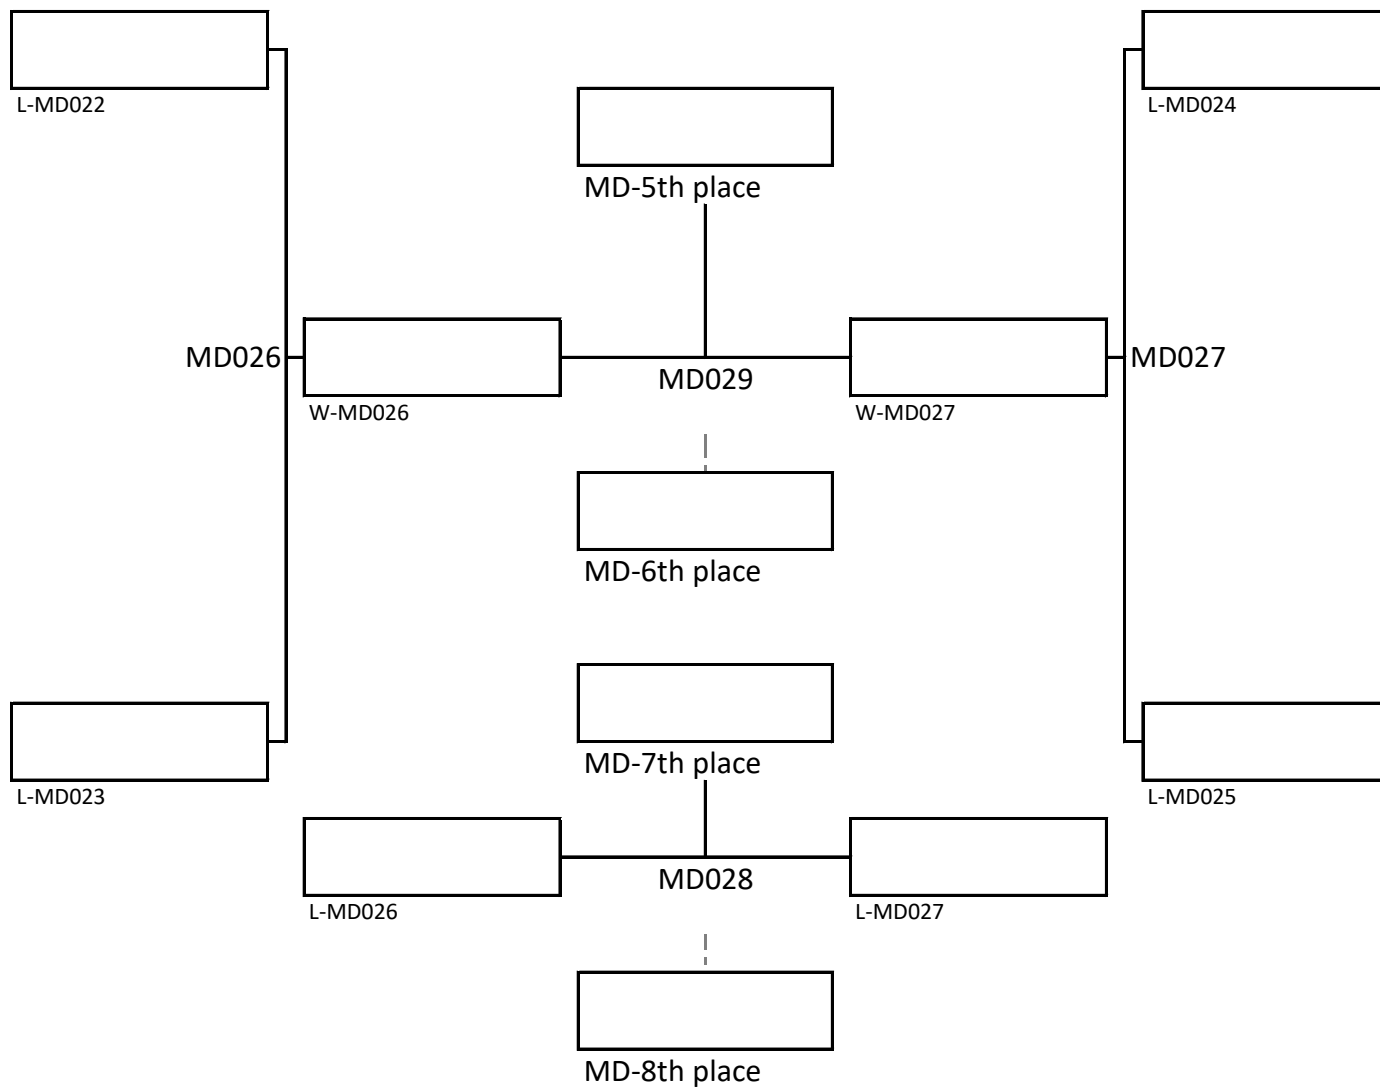 L-MD022
L-MD024
MD-5th place
MD026
MD029
MD027
W-MD026
W-MD027
MD-6th place
MD-7th place
L-MD023
L-MD025
MD028
L-MD026
L-MD027
MD-8th place